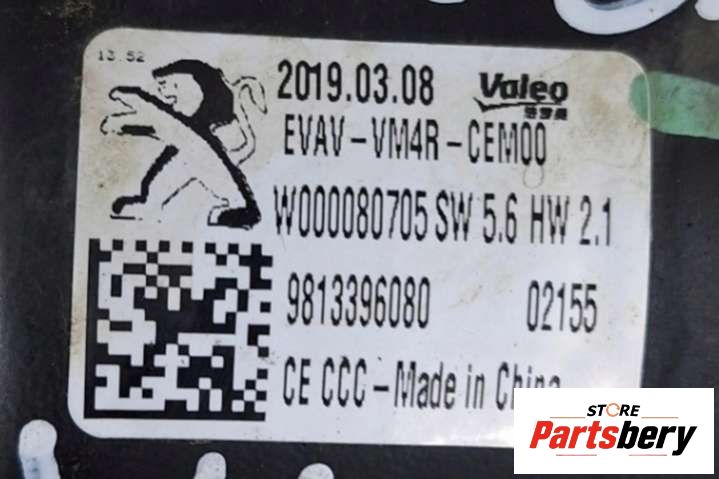 13 52
2019.03.08 Valeo
EVAV-VM4R-CEM00
W000080705 SW 5.6 HW 2.1
9813396080 02155
CE CCC-Made in China
STORE
Partsbery